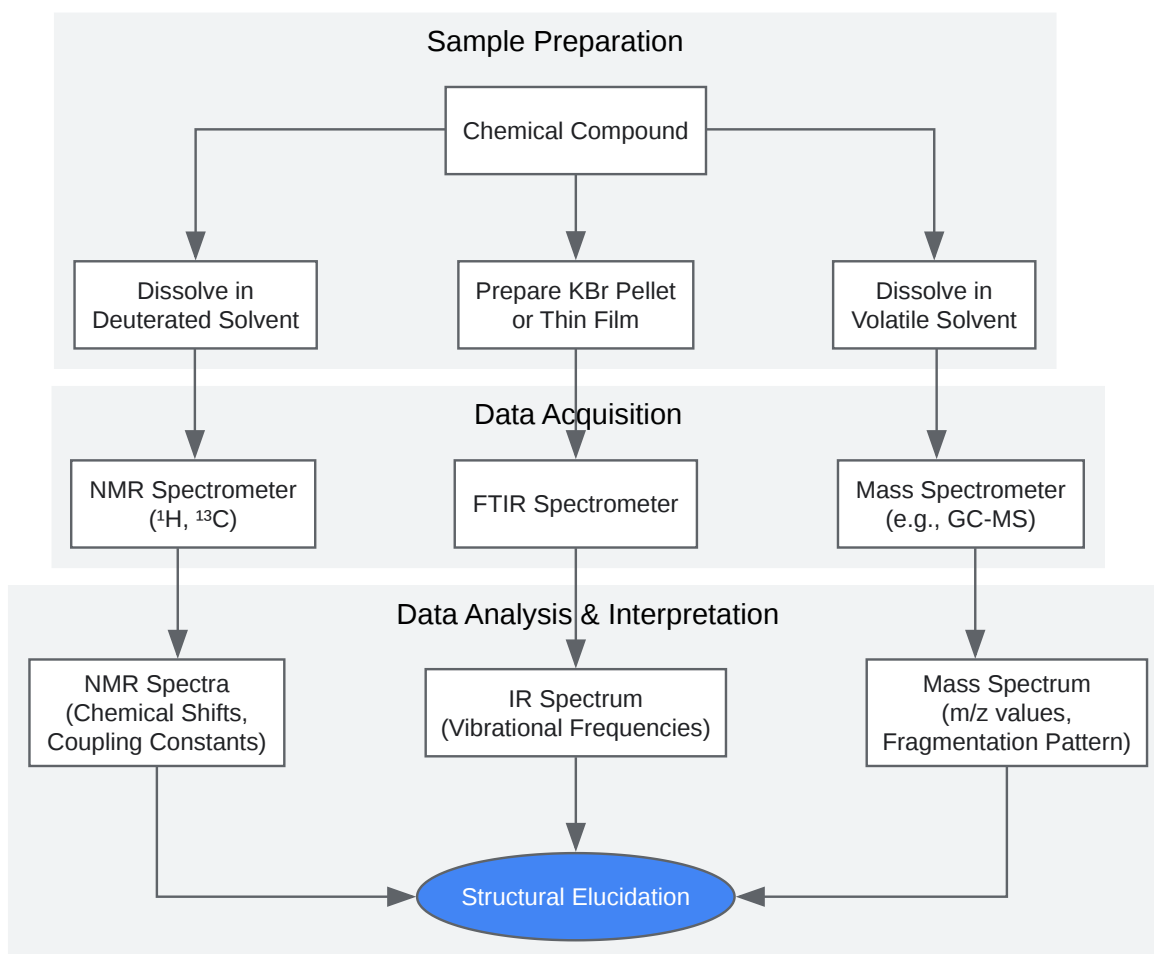 Sample Preparation
Chemical Compound
Dissolve in
Deuterated Solvent
Prepare KBr Pellet
or Thin Film
Dissolve in
Volatile Solvent
Data Acquisition
NMR Spectrometer
(¹H, ¹³C)
FTIR Spectrometer
Mass Spectrometer
(e.g., GC-MS)
Data Analysis & Interpretation
NMR Spectra
(Chemical Shifts,
Coupling Constants)
IR Spectrum
(Vibrational Frequencies)
Mass Spectrum
(m/z values,
Fragmentation Pattern)
Structural Elucidation